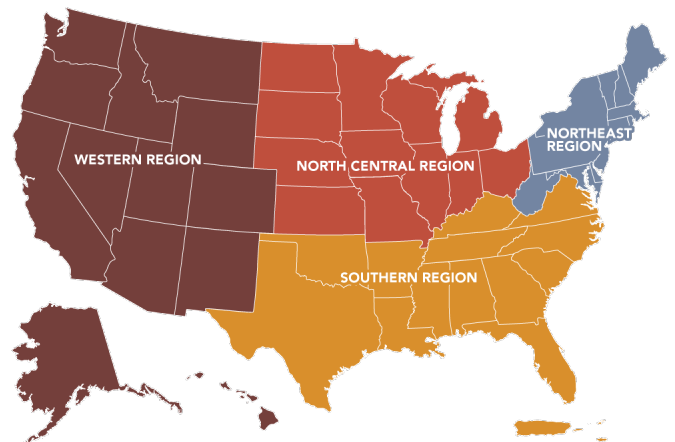 NORTHEAST
REGION
WESTERN REGION
NORTH CENTRAL REGION
SOUTHERN REGION